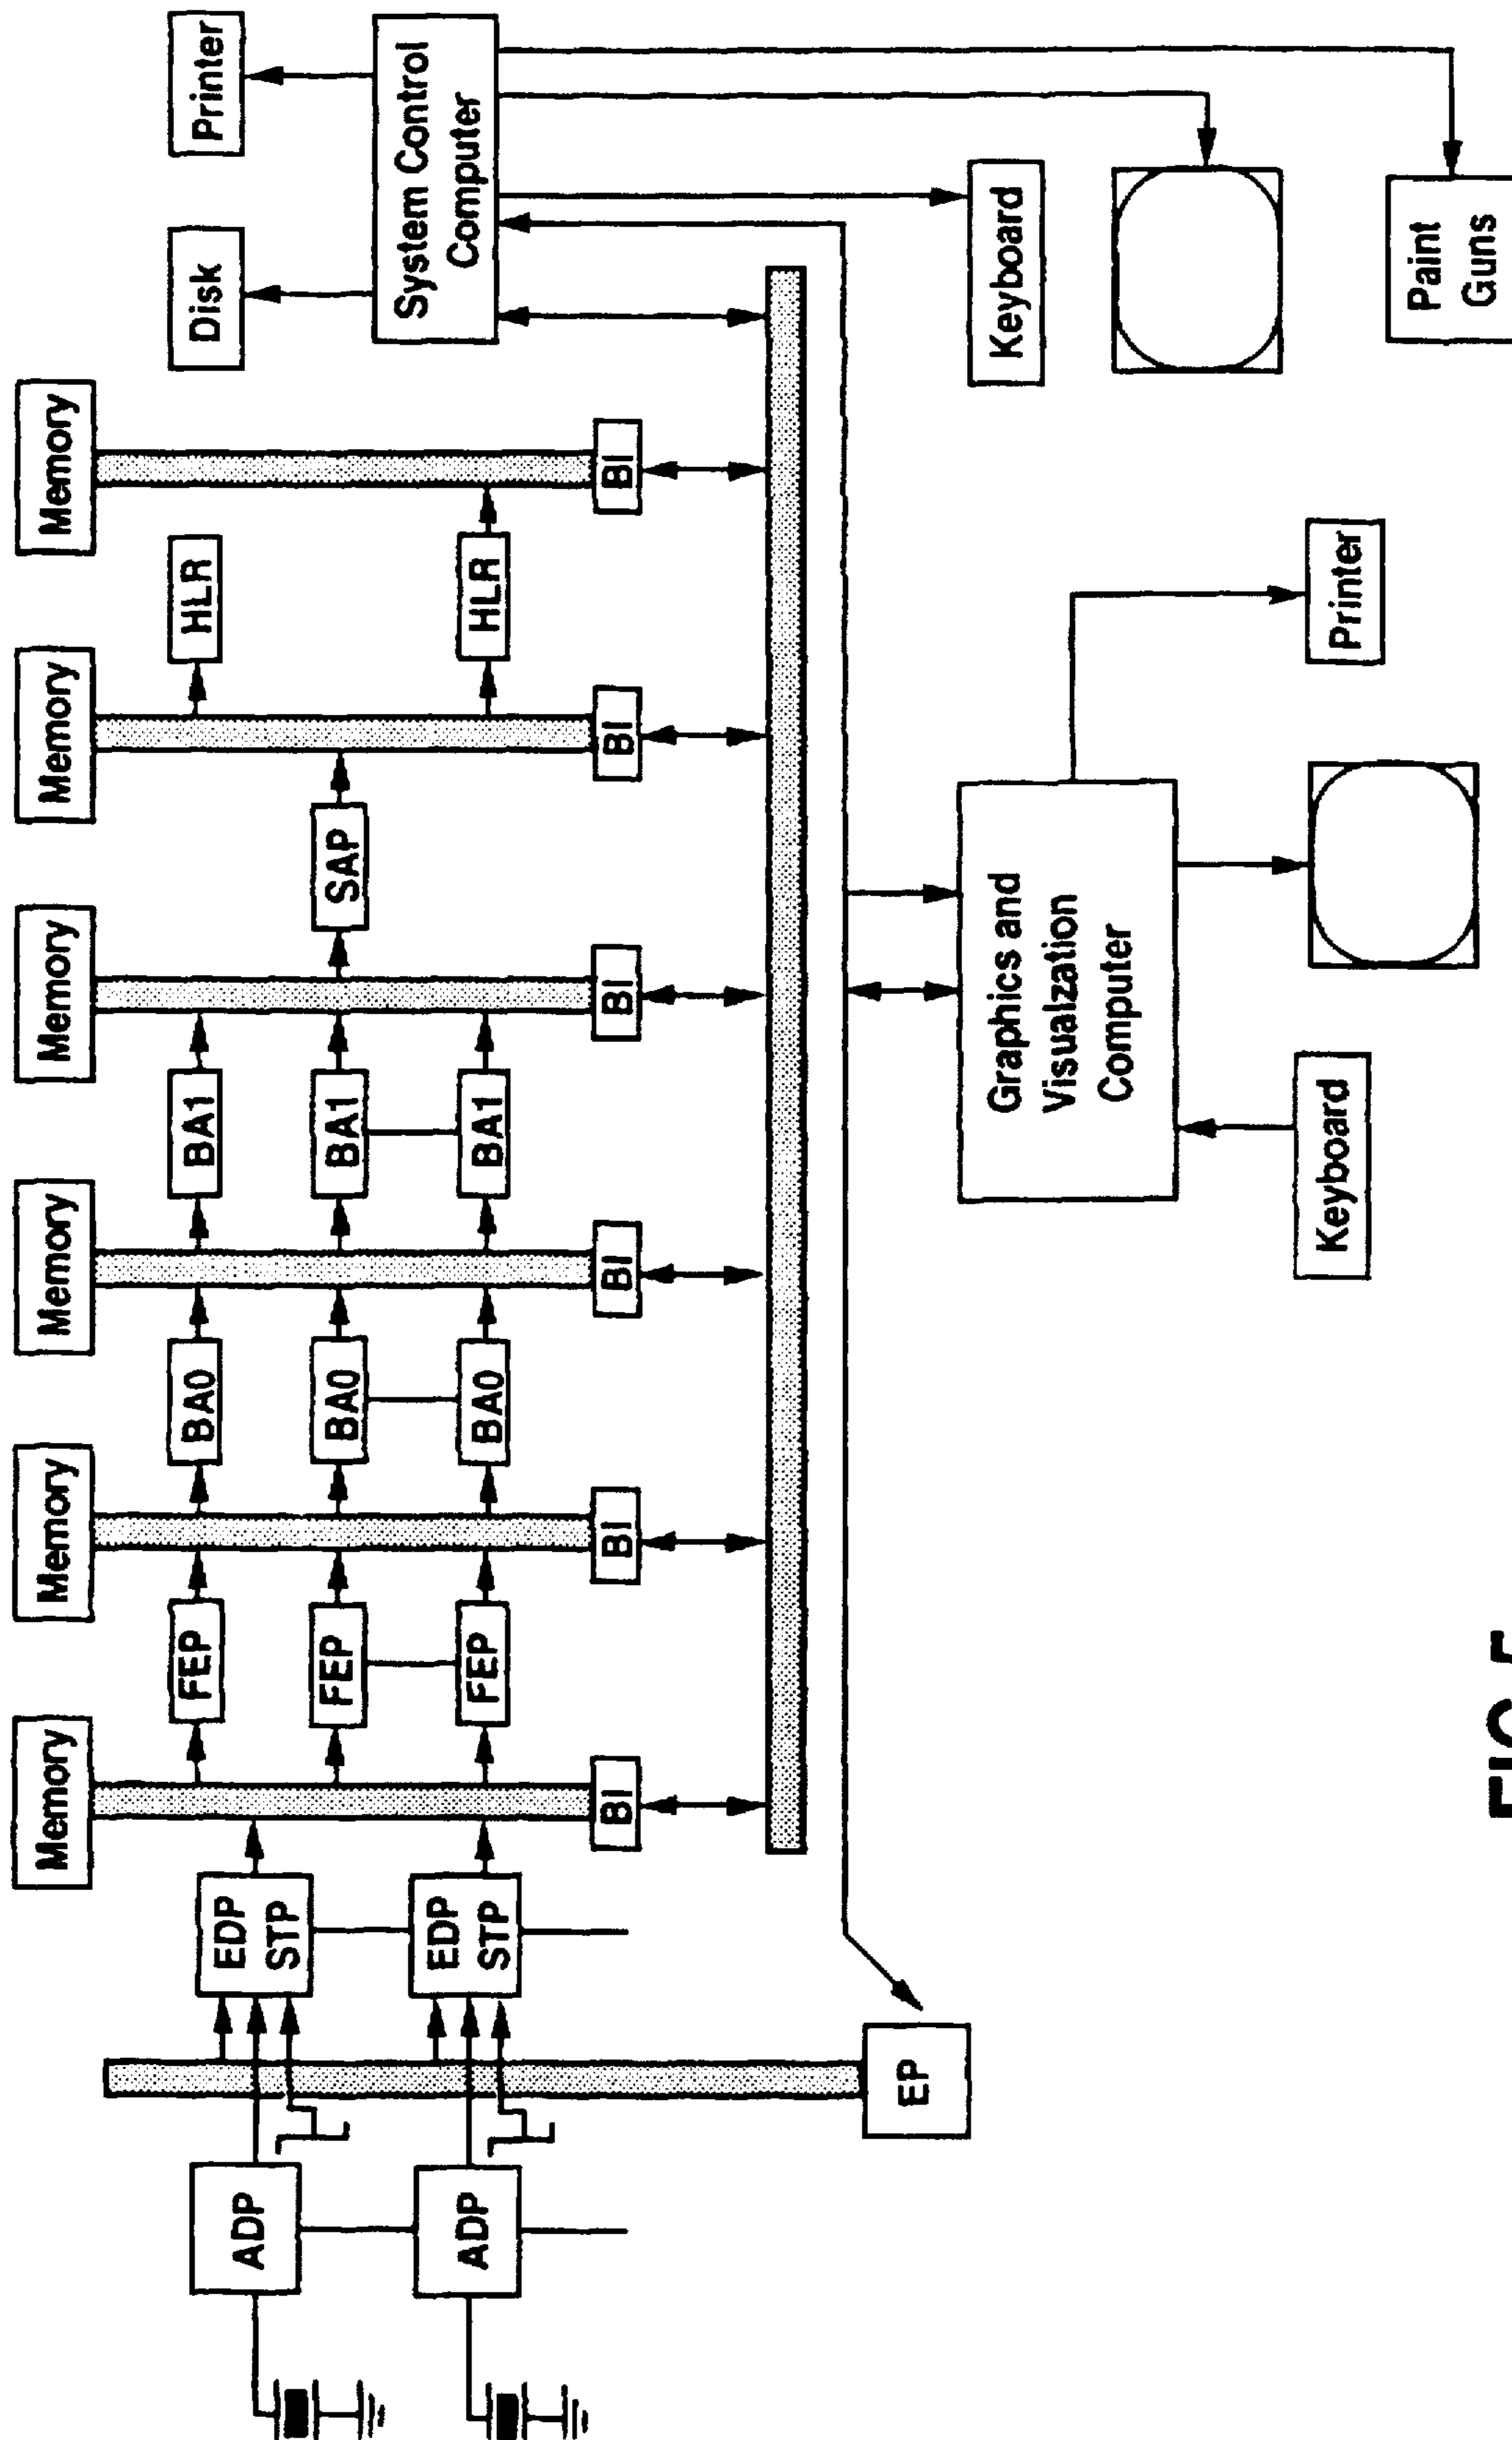 Memory
Memory
Memory
Memory
Memory
Memory
ADP
EDP
STP
FEP
BA0
BA1
HLR
Disk
Printer
FEP
BA0
BA1
SAP
ADP
EDP
STP
FEP
BA0
BA1
HLR
System Control
Computer
BI
BI
BI
BI
BI
BI
EP
Graphics and
Visualzation
Computer
Keyboard
Keyboard
Printer
Paint
Guns